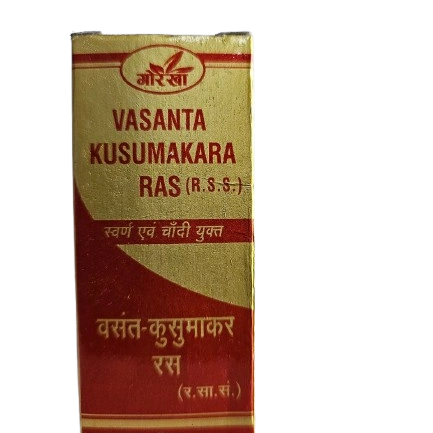 गोरखा
VASANTA
KUSUMAKARA
RAS (R.S.S.)
स्वर्ण एवं चाँदी युक्त
वसंत-कुसुमाकर
रस
(र.सा.सं.)